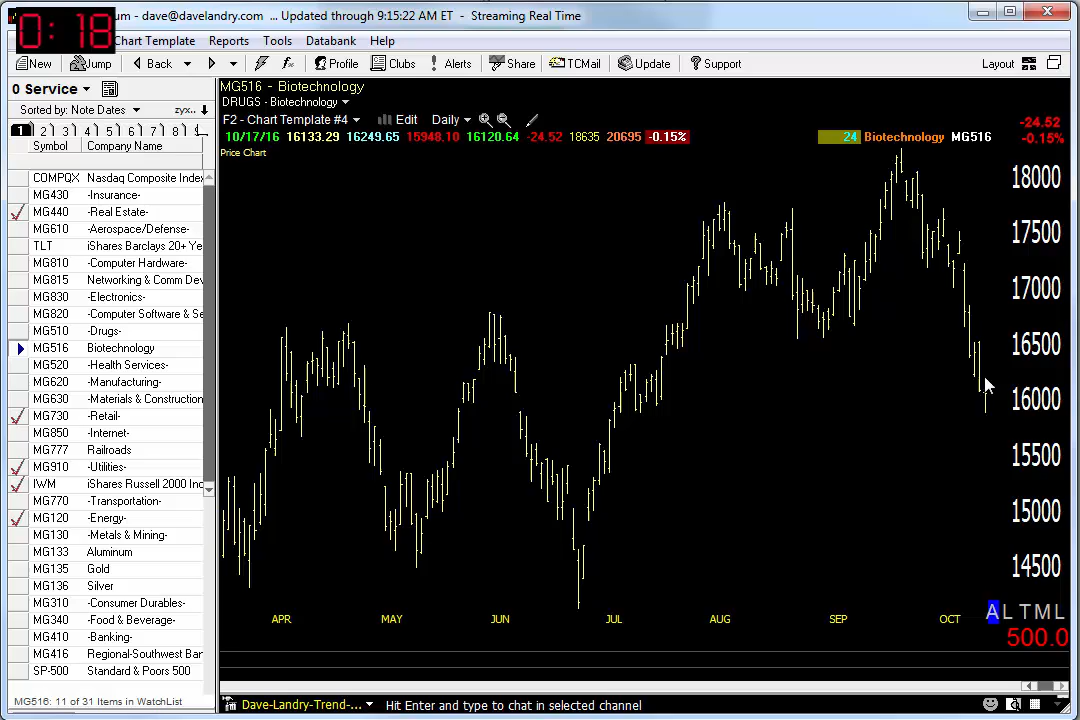 0:18
um - dave@davelandry.com ... Updated through 9:15:22 AM ET - Streaming Real Time
Chart Template Reports Tools Databank Help
New Jump Back Profile Clubs Alerts Share TCMail Update Support Layout
0 Service
Sorted by: Note Dates zyx..
1 2 3 4 5 6 7 8
Symbol Company Name
COMPQX Nasdaq Composite Index
MG430 -Insurance-
MG440 -Real Estate-
MG610 -Aerospace/Defense-
TLT iShares Barclays 20+ Ye
MG810 -Computer Hardware-
MG815 Networking & Comm Dev
MG830 -Electronics-
MG820 -Computer Software & Se
MG510 -Drugs-
MG516 Biotechnology
MG520 -Health Services-
MG620 -Manufacturing-
MG630 -Materials & Construction
MG730 -Retail-
MG850 -Internet-
MG777 Railroads
MG910 -Utilities-
IWM iShares Russell 2000 Ind
MG770 -Transportation-
MG120 -Energy-
MG130 -Metals & Mining-
MG133 Aluminum
MG135 Gold
MG136 Silver
MG310 -Consumer Durables-
MG340 -Food & Beverage-
MG410 -Banking-
MG416 Regional-Southwest Ban
SP-500 Standard & Poors 500
MG516: 11 of 31 Items in WatchList
MG516 - Biotechnology
DRUGS - Biotechnology
F2 - Chart Template #4 Edit Daily
10/17/16 16133.29 16249.65 15948.10 16120.64 -24.52 18635 20695 -0.15% 24 Biotechnology MG516
-24.52
-0.15%
Price Chart
18000
17500
17000
16500
16000
15500
15000
14500
APR MAY JUN JUL AUG SEP OCT
A L T M L
500.0
Dave-Landry-Trend-... Hit Enter and type to chat in selected channel